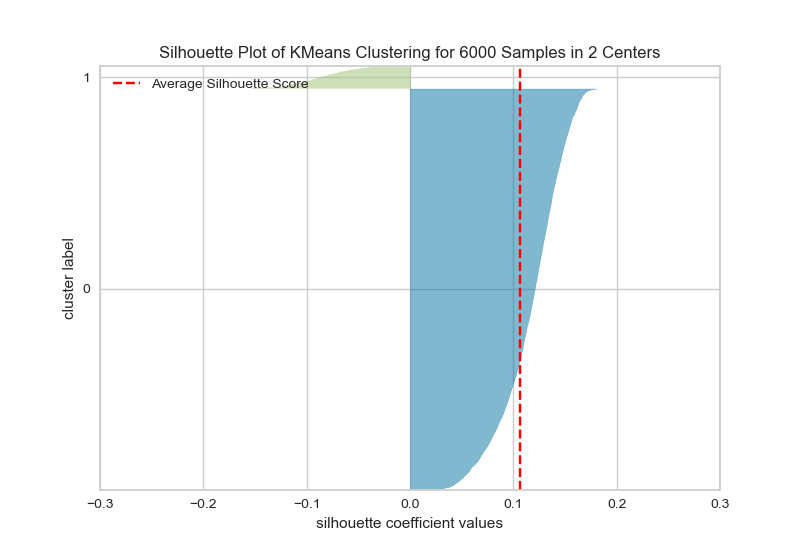 Silhouette Plot of KMeans Clustering for 6000 Samples in 2 Centers
1
Average Silhouette Score
cluster label
0
−0.3 −0.2 −0.1 0.0 0.1 0.2 0.3
silhouette coefficient values